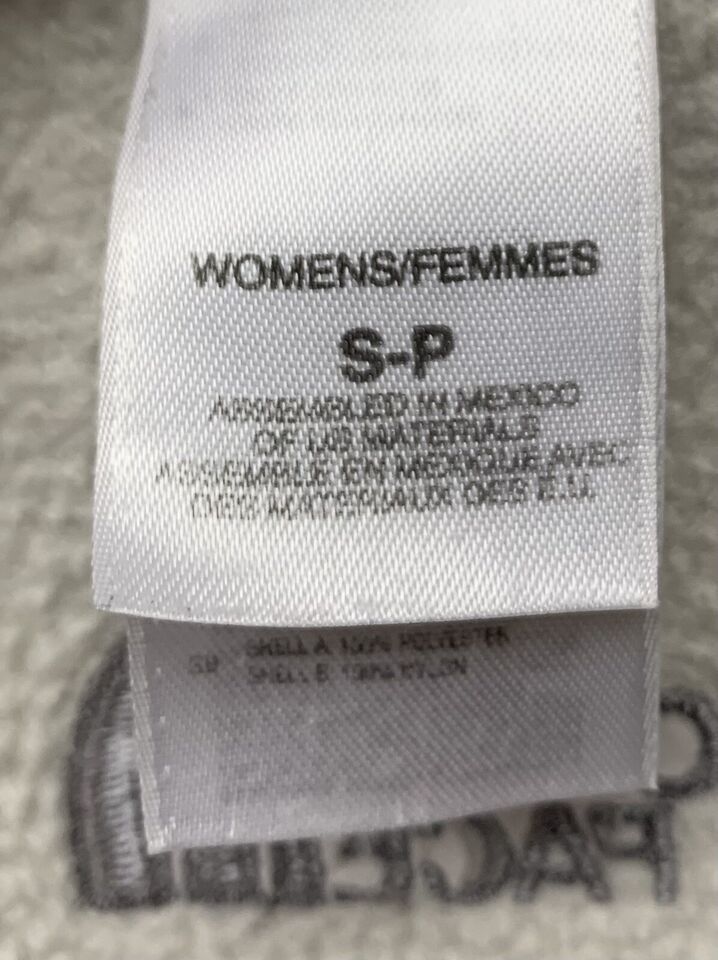 WOMENS/FEMMES
S-P
ASSEMBLED IN MEXICO
OF US MATERIALS
ASSEMBLE EN MEXIQUE AVEC
DES MATERIAUX DES E.U.
SHELL A 100% POLYESTER
SHELL B 100% NYLON